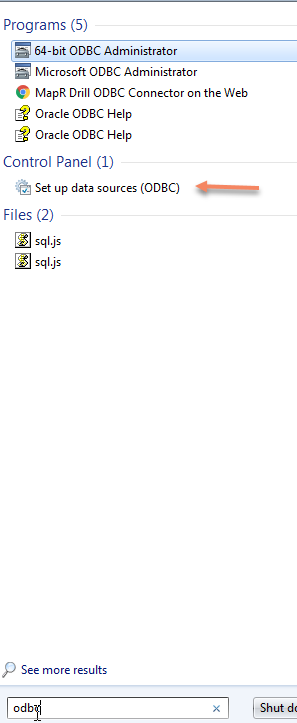 Programs (5)
64-bit ODBC Administrator
Microsoft ODBC Administrator
MapR Drill ODBC Connector on the Web
Oracle ODBC Help
Oracle ODBC Help
Control Panel (1)
Set up data sources (ODBC)
Files (2)
sql.js
sql.js
See more results
odbc
Shut do